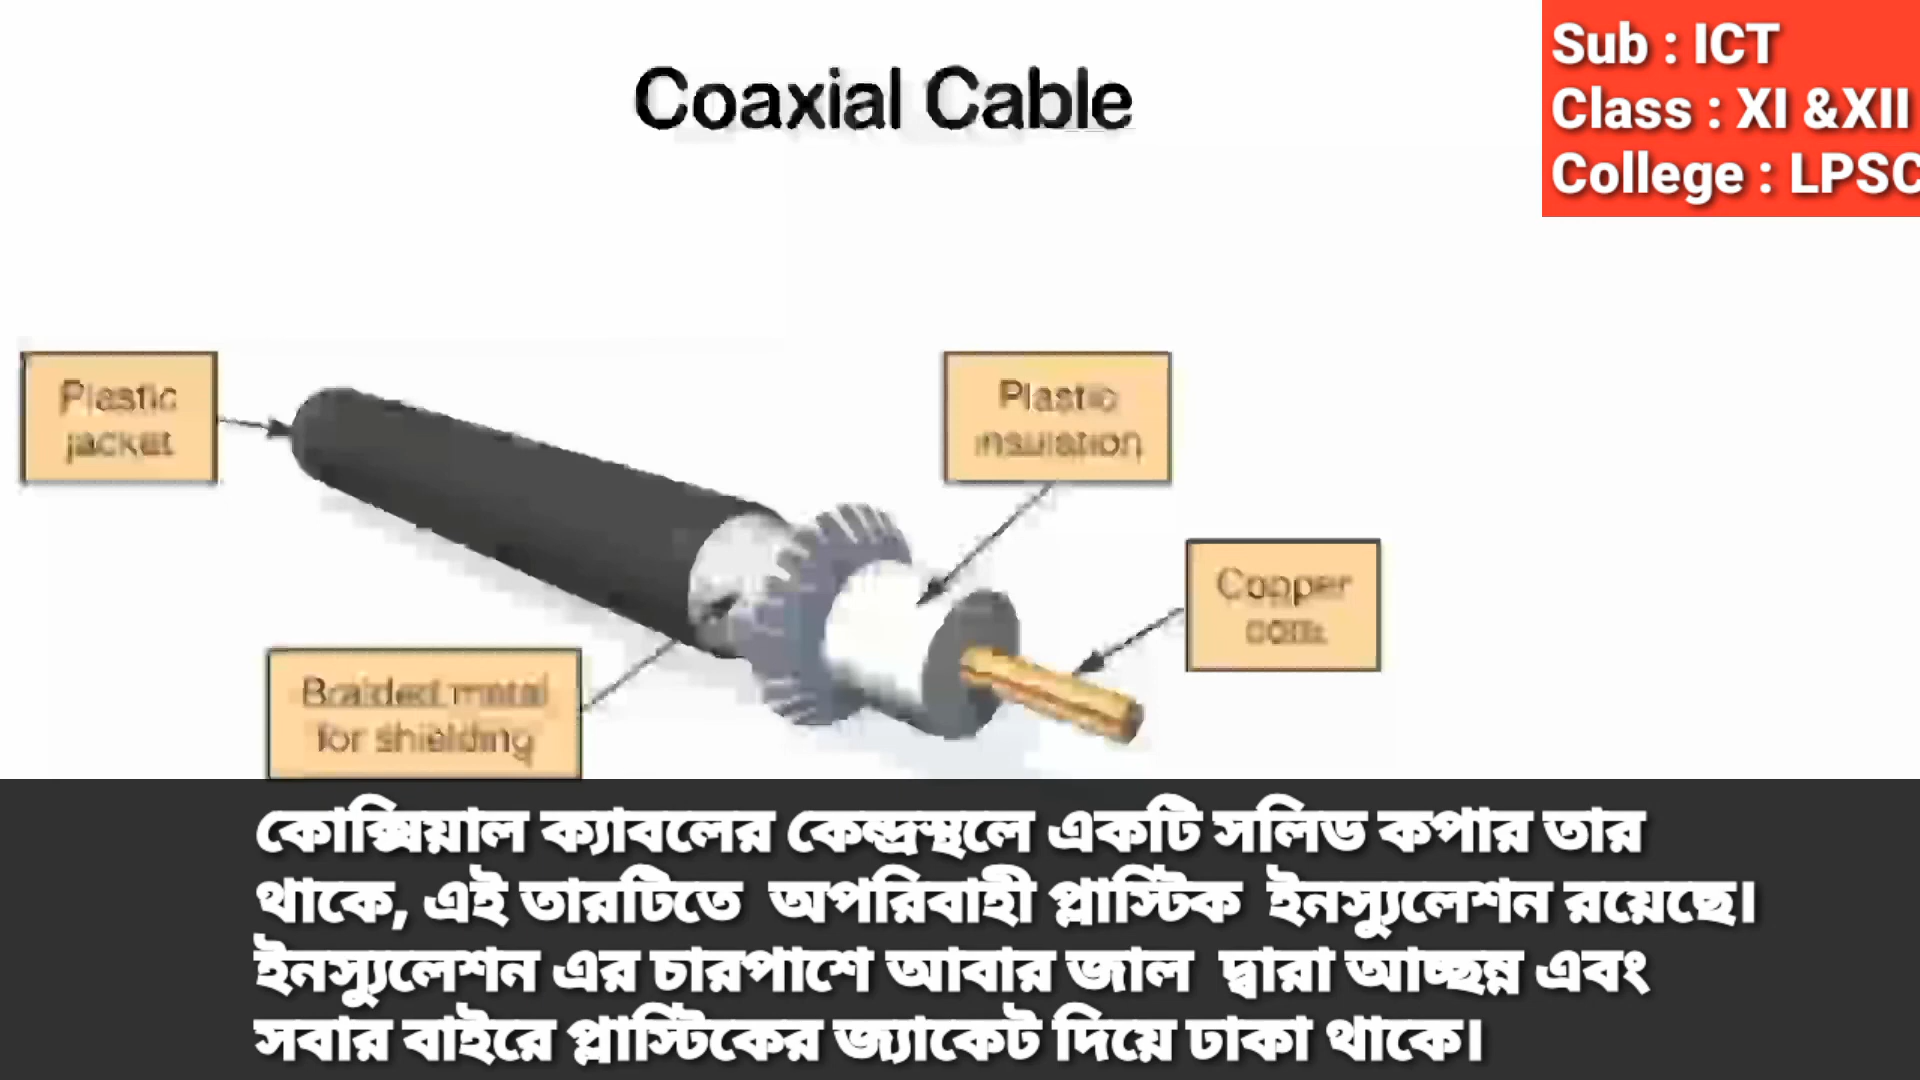 Sub : ICT
Class : XI &XII
College : LPSC
Coaxial Cable
Plastic
jacket
Plastic
insulation
Copper
Braided metal
for shielding
কোক্সিয়াল ক্যাবলের কেন্দ্রস্থলে একটি সলিড কপার তার
থাকে, এই তারটিতে অপরিবাহী প্লাস্টিক ইনস্যুলেশন রয়েছে।
ইনস্যুলেশন এর চারপাশে আবার জাল দ্বারা আচ্ছন্ন এবং
সবার বাইরে প্লাস্টিকের জ্যাকেট দিয়ে ঢাকা থাকে।